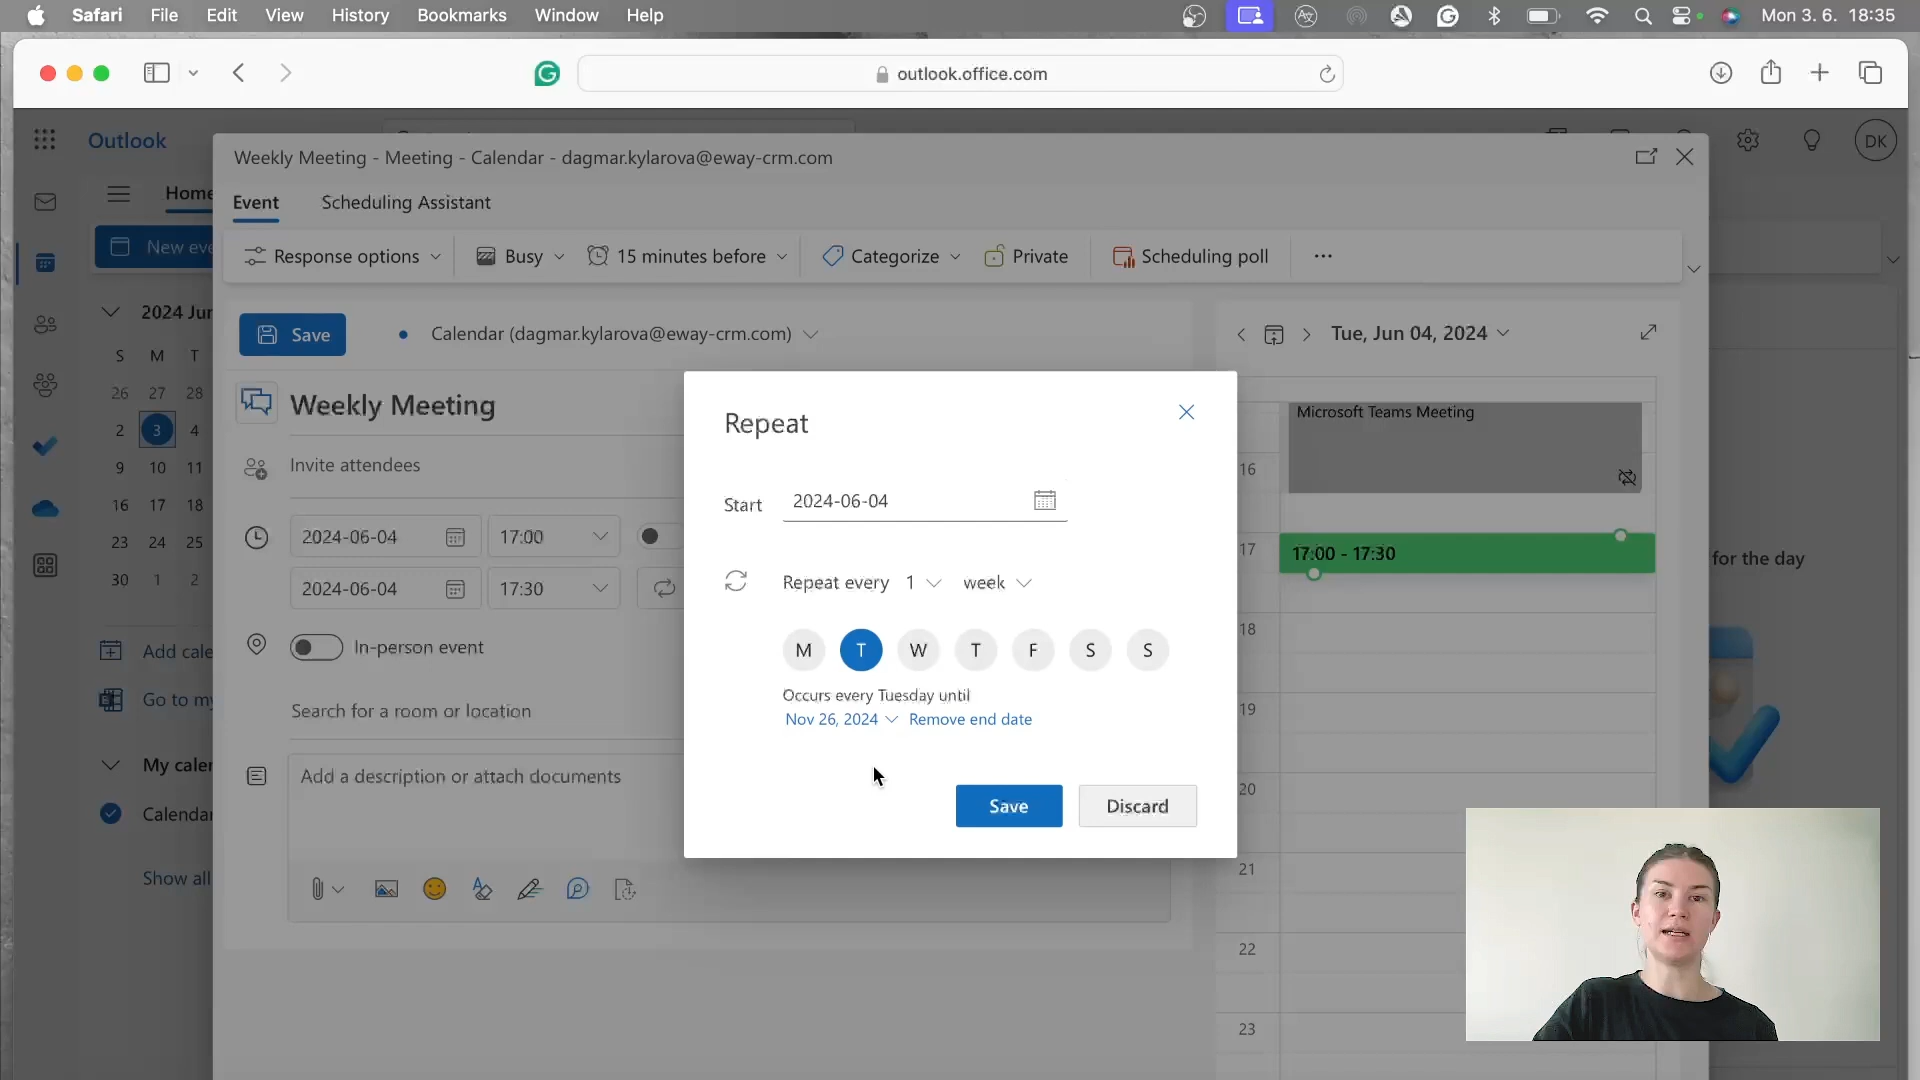 Safari File Edit View History Bookmarks Window Help Mon 3. 6. 18:35
outlook.office.com
Outlook
DK
Weekly Meeting - Meeting - Calendar - dagmar.kylarova@eway-crm.com
Home
Event Scheduling Assistant
New eve
Response options Busy 15 minutes before Categorize Private Scheduling poll ...
2024 Jun
Save Calendar (dagmar.kylarova@eway-crm.com) Tue, Jun 04, 2024
S M T
26 27 28
2 3 4
9 10 11
16 17 18
23 24 25
30 1 2
Weekly Meeting
Invite attendees
2024-06-04 17:00
2024-06-04 17:30
In-person event
Search for a room or location
Add a description or attach documents
Add cale
Go to my
My caler
Calendar
Show all
Repeat
Start 2024-06-04
Repeat every 1 week
M T W T F S S
Occurs every Tuesday until
Nov 26, 2024 Remove end date
Save Discard
Microsoft Teams Meeting
16
17 17:00 - 17:30
18
19
20
21
22
23
for the day